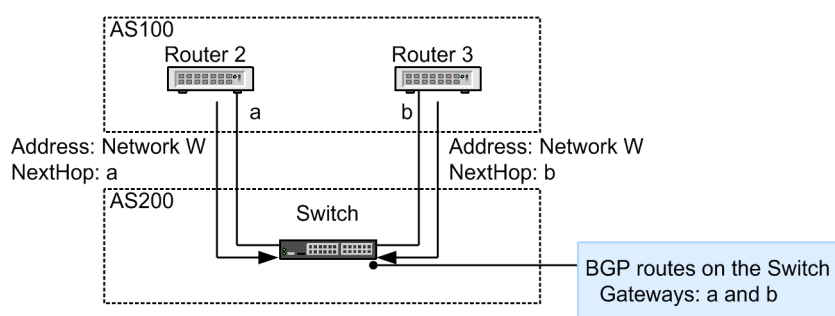 AS100
Router 2
Router 3
a
b
Address: Network W
NextHop: a
Address: Network W
NextHop: b
AS200
Switch
BGP routes on the Switch
Gateways: a and b